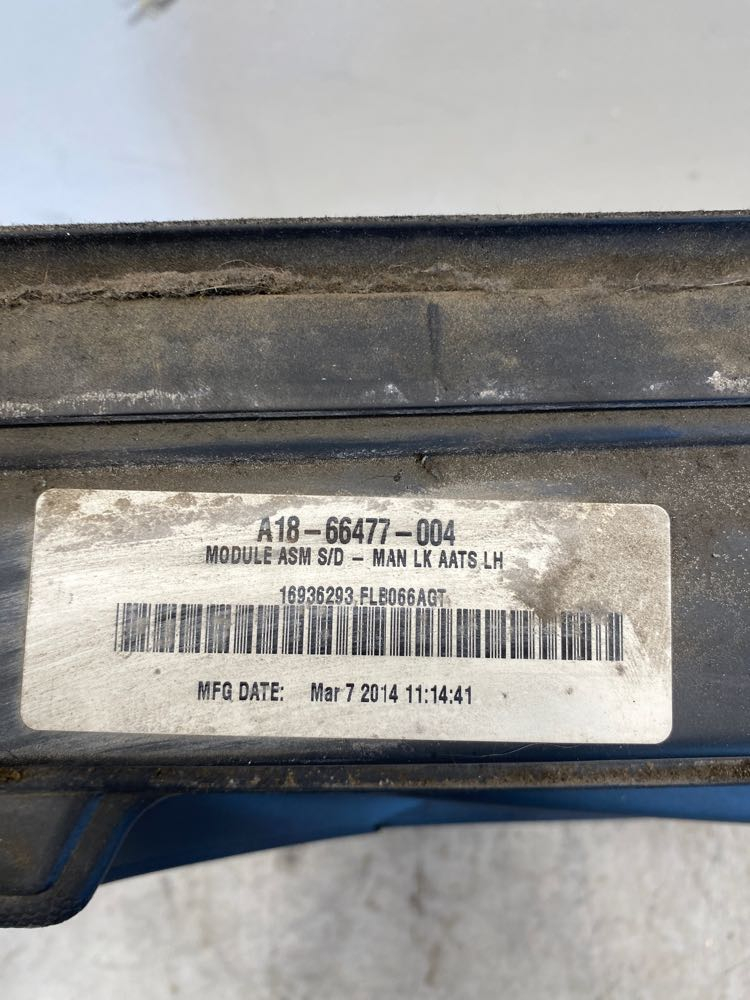 A18-66477-004
MODULE ASM S/D - MAN LK AATS LH
16936293.FLB066AGT
MFG DATE: Mar 7 2014 11:14:41